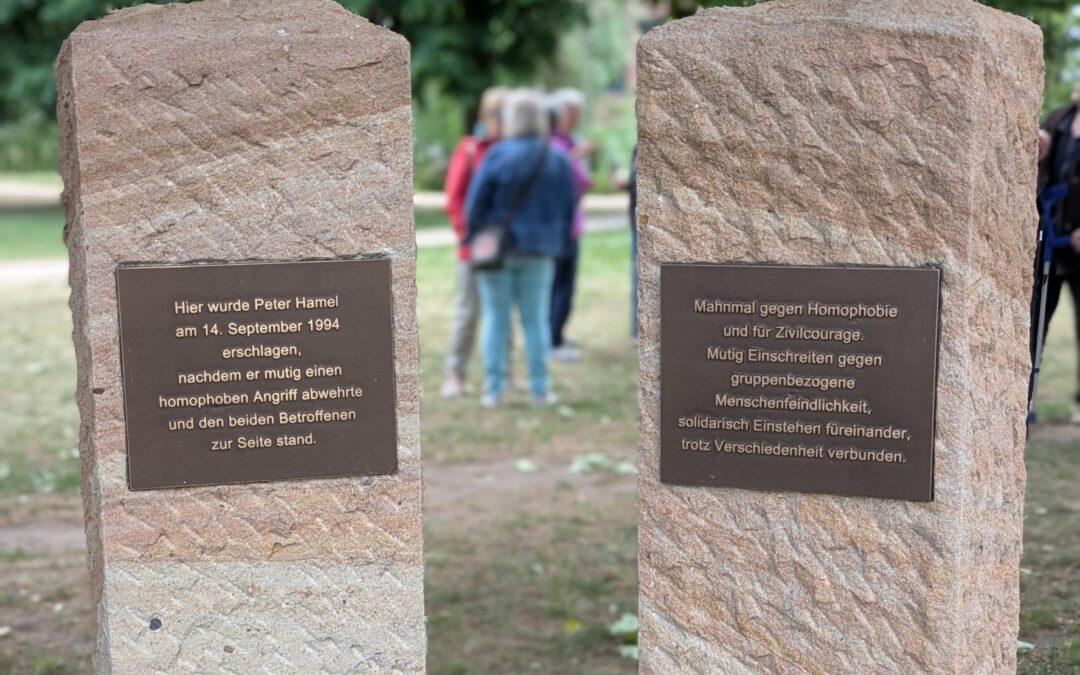 Hier wurde Peter Hamel
am 14. September 1994
erschlagen,
nachdem er mutig einen
homophoben Angriff abwehrte
und den beiden Betroffenen
zur Seite stand.
Mahnmal gegen Homophobie
und für Zivilcourage.
Mutig Einschreiten gegen
gruppenbezogene
Menschenfeindlichkeit,
solidarisch Einstehen füreinander,
trotz Verschiedenheit verbunden.